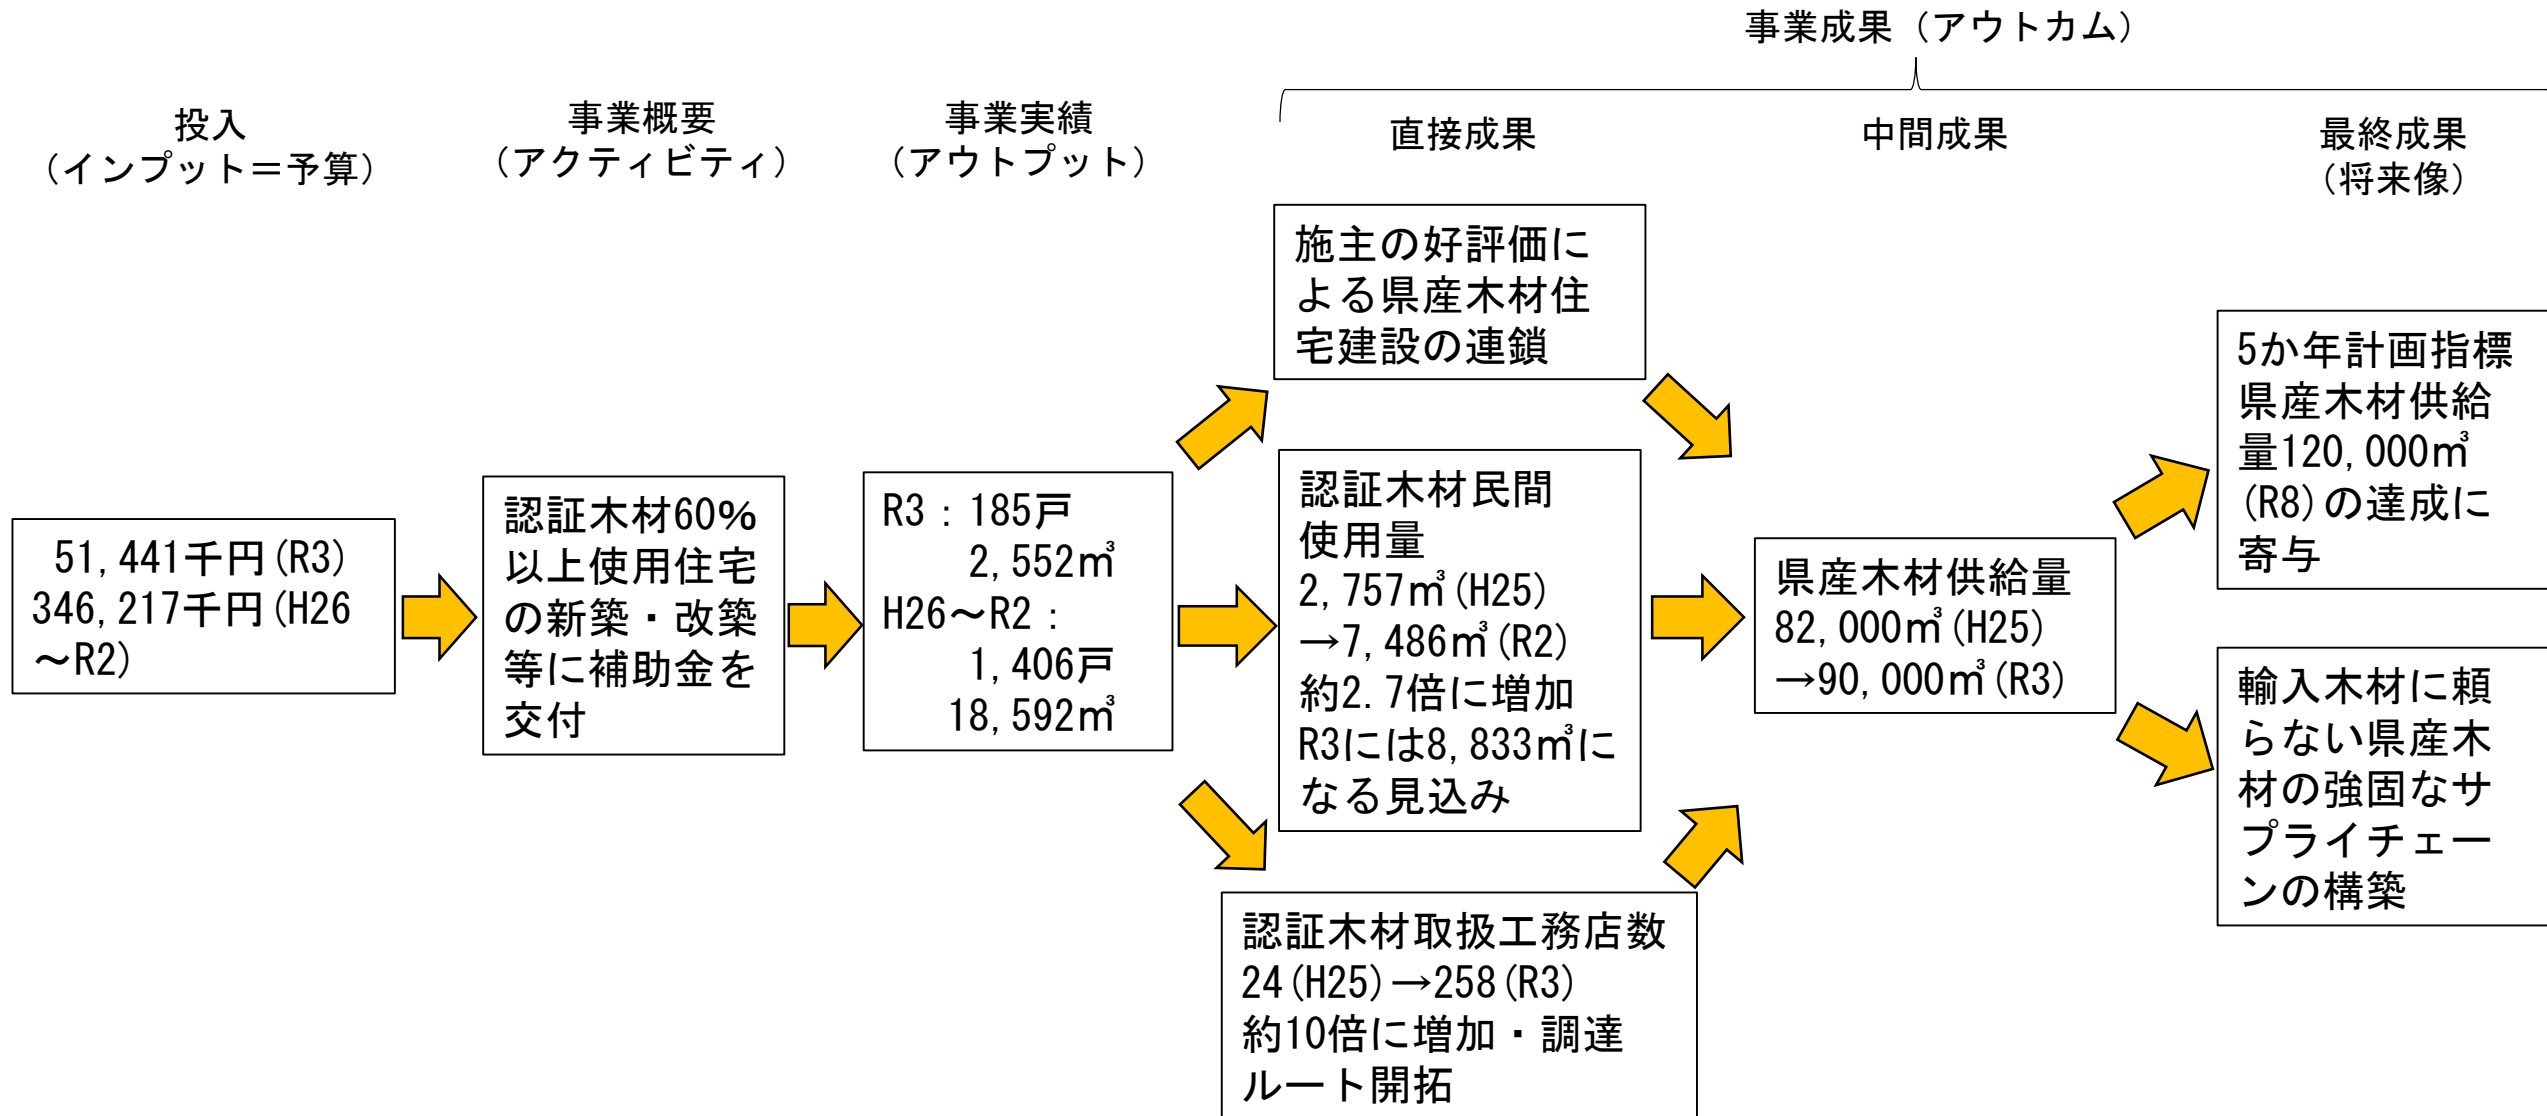 事業成果（アウトカム）
投入
（インプット＝予算）
事業概要
（アクティビティ）
事業実績
（アウトプット）
直接成果
中間成果
最終成果
（将来像）
51,441千円(R3)
346,217千円(H26
～R2)
認証木材60%
以上使用住宅
の新築・改築
等に補助金を
交付
R3：185戸
2,552㎥
H26～R2：
1,406戸
18,592㎥
施主の好評価に
よる県産木材住
宅建設の連鎖
認証木材民間
使用量
2,757㎥(H25)
→7,486㎥(R2)
約2.7倍に増加
R3には8,833㎥に
なる見込み
認証木材取扱工務店数
24(H25)→258(R3)
約10倍に増加・調達
ルート開拓
県産木材供給量
82,000㎥(H25)
→90,000㎥(R3)
5か年計画指標
県産木材供給
量120,000㎥
(R8)の達成に
寄与
輸入木材に頼
らない県産木
材の強固なサ
プライチェー
ンの構築